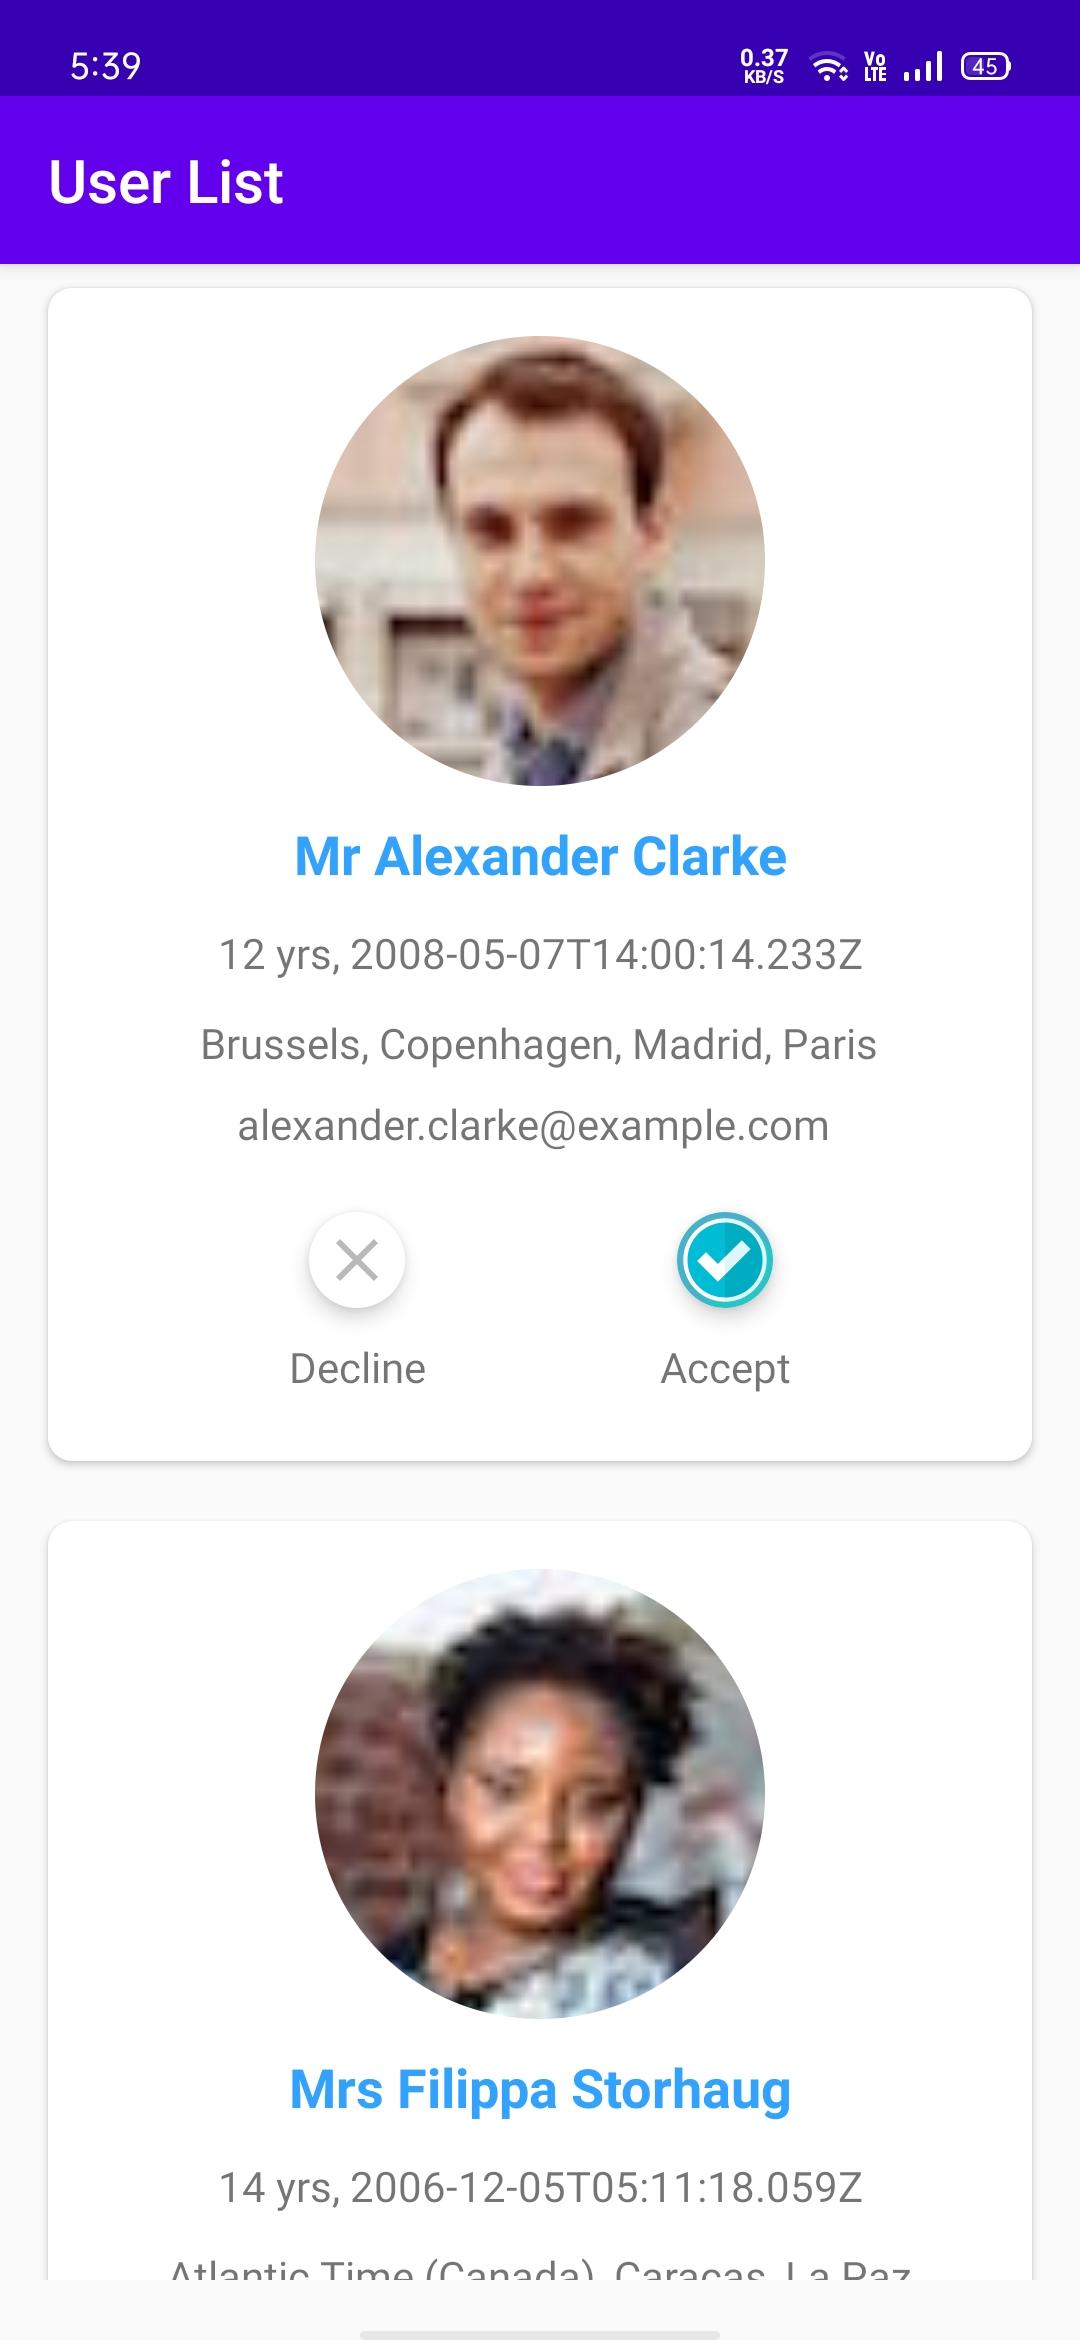 5:39
0.37
KB/S
Vo
LTE
45
User List
Mr Alexander Clarke
12 yrs, 2008-05-07T14:00:14.233Z
Brussels, Copenhagen, Madrid, Paris
alexander.clarke@example.com
Decline
Accept
Mrs Filippa Storhaug
14 yrs, 2006-12-05T05:11:18.059Z
Atlantic Time (Canada), Caracas, La Paz